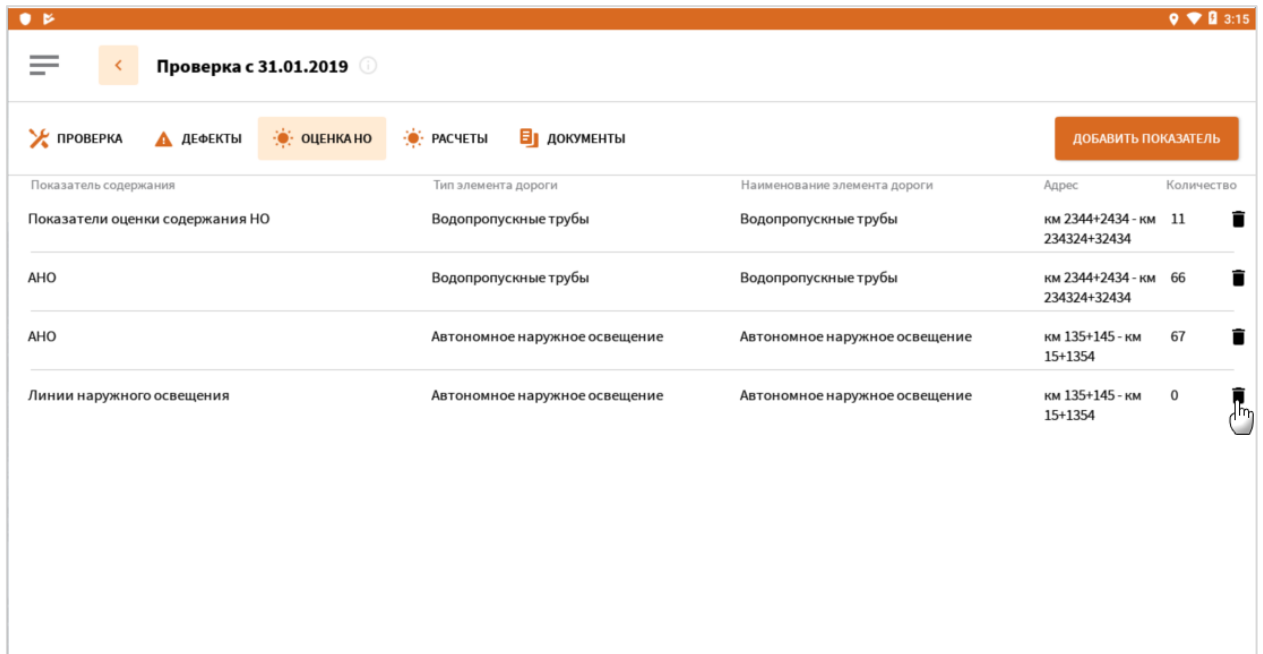 3:15
Проверка с 31.01.2019
ПРОВЕРКА ДЕФЕКТЫ ОЦЕНКА НО РАСЧЕТЫ ДОКУМЕНТЫ ДОБАВИТЬ ПОКАЗАТЕЛЬ
Показатель содержания Тип элемента дороги Наименование элемента дороги Адрес Количество
Показатели оценки содержания НО Водопропускные трубы Водопропускные трубы км 2344+2434 - км 11
234324+32434
АНО Водопропускные трубы Водопропускные трубы км 2344+2434 - км 66
234324+32434
АНО Автономное наружное освещение Автономное наружное освещение км 135+145 - км 67
15+1354
Линии наружного освещения Автономное наружное освещение Автономное наружное освещение км 135+145 - км 0
15+1354